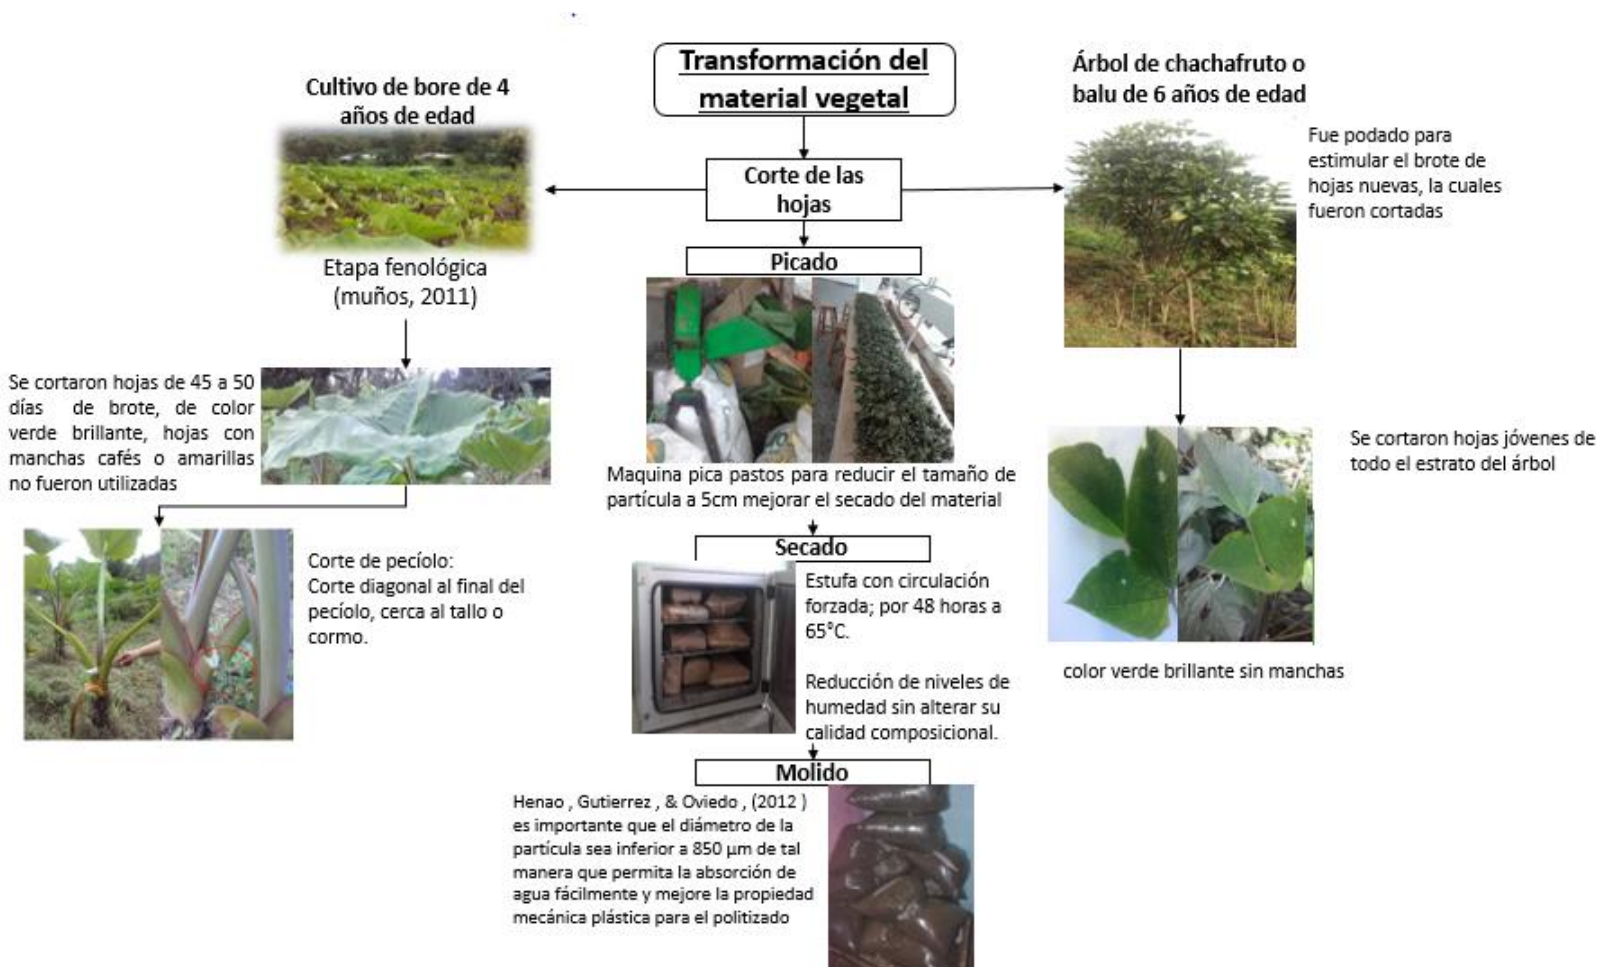 Transformación del
material vegetal
Cultivo de bore de 4
años de edad
Árbol de chachafruto o
balu de 6 años de edad
Fue podado para
estimular el brote de
hojas nuevas, la cuales
fueron cortadas
Corte de las
hojas
Etapa fenológica
(muños, 2011)
Picado
Se cortaron hojas de 45 a 50
días de brote, de color
verde brillante, hojas con
manchas cafés o amarillas
no fueron utilizadas
Maquina pica pastos para reducir el tamaño de
partícula a 5cm mejorar el secado del material
Se cortaron hojas jóvenes de
todo el estrato del árbol
Corte de pecíolo:
Corte diagonal al final del
pecíolo, cerca al tallo o
cormo.
Secado
Estufa con circulación
forzada; por 48 horas a
65°C.
Reducción de niveles de
humedad sin alterar su
calidad composicional.
color verde brillante sin manchas
Molido
Henao , Gutierrez , & Oviedo , (2012 )
es importante que el diámetro de la
partícula sea inferior a 850 µm de tal
manera que permita la absorción de
agua fácilmente y mejore la propiedad
mecánica plástica para el politizado